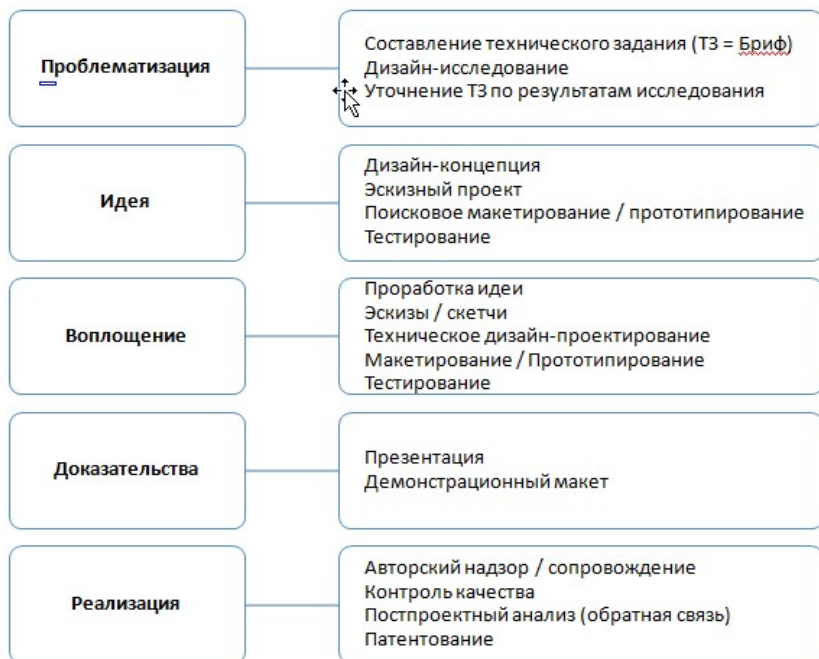 Проблематизация
Составление технического задания (ТЗ = Бриф)
Дизайн-исследование
Уточнение ТЗ по результатам исследования
Идея
Дизайн-концепция
Эскизный проект
Поисковое макетирование / прототипирование
Тестирование
Воплощение
Проработка идеи
Эскизы / скетчи
Техническое дизайн-проектирование
Макетирование / Прототипирование
Тестирование
Доказательства
Презентация
Демонстрационный макет
Реализация
Авторский надзор / сопровождение
Контроль качества
Постпроектный анализ (обратная связь)
Патентование